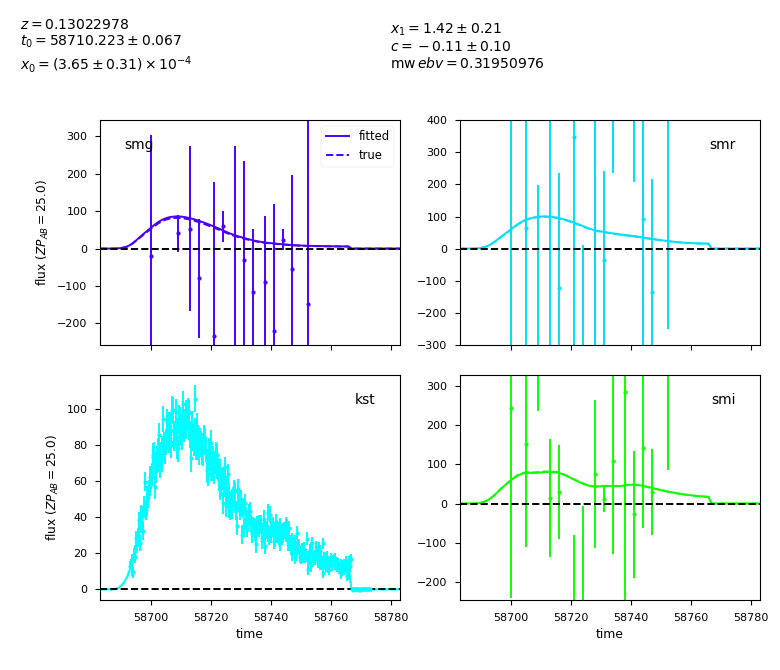 z = 0.13022978
t0 = 58710.223 ± 0.067
x0 = (3.65 ± 0.31) × 10^−4
x1 = 1.42 ± 0.21
c = −0.11 ± 0.10
mwebv = 0.31950976
smg
fitted
true
300
200
100
0
−100
−200
flux (ZP_AB = 25.0)
smr
400
300
200
100
0
−100
−200
−300
kst
100
80
60
40
20
0
flux (ZP_AB = 25.0)
58700 58720 58740 58760 58780
time
smi
300
200
100
0
−100
−200
58700 58720 58740 58760 58780
time